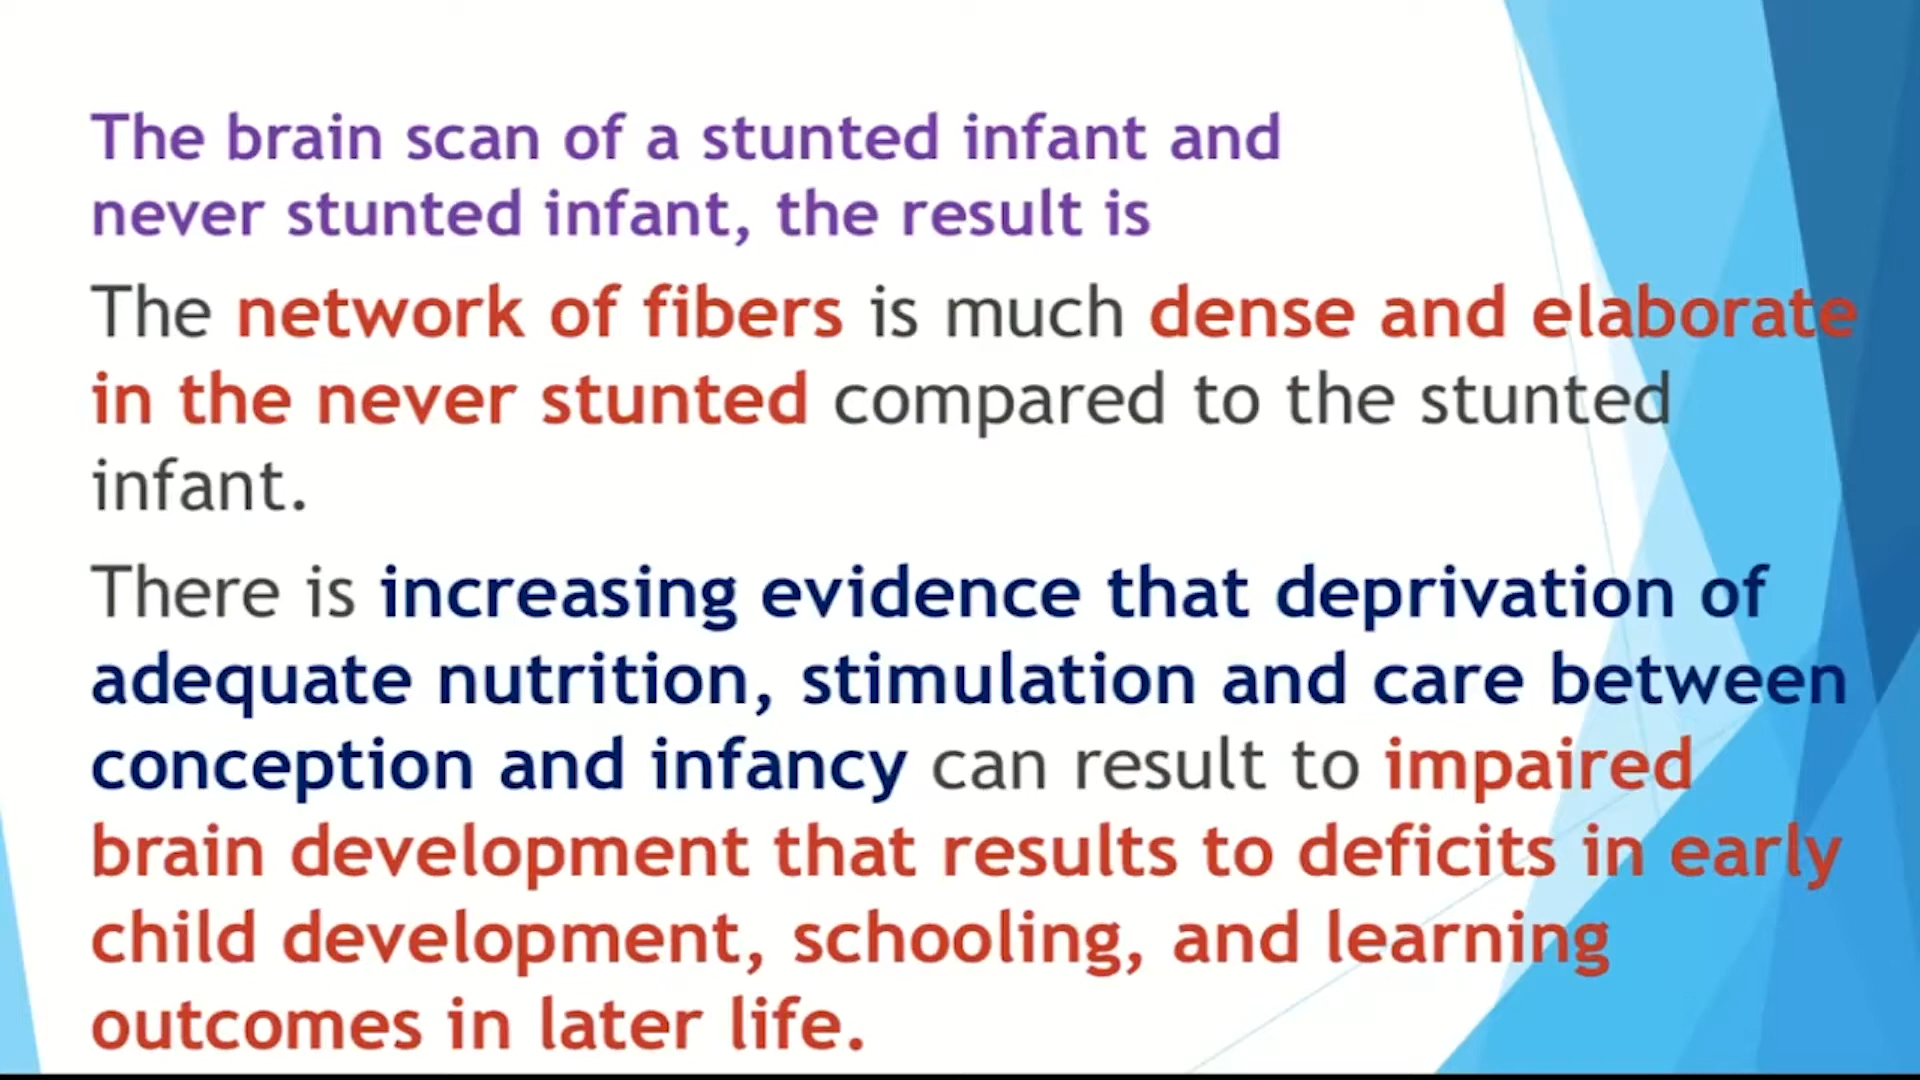 The brain scan of a stunted infant and
never stunted infant, the result is
The network of fibers is much dense and elaborate
in the never stunted compared to the stunted
infant.
There is increasing evidence that deprivation of
adequate nutrition, stimulation and care between
conception and infancy can result to impaired
brain development that results to deficits in early
child development, schooling, and learning
outcomes in later life.